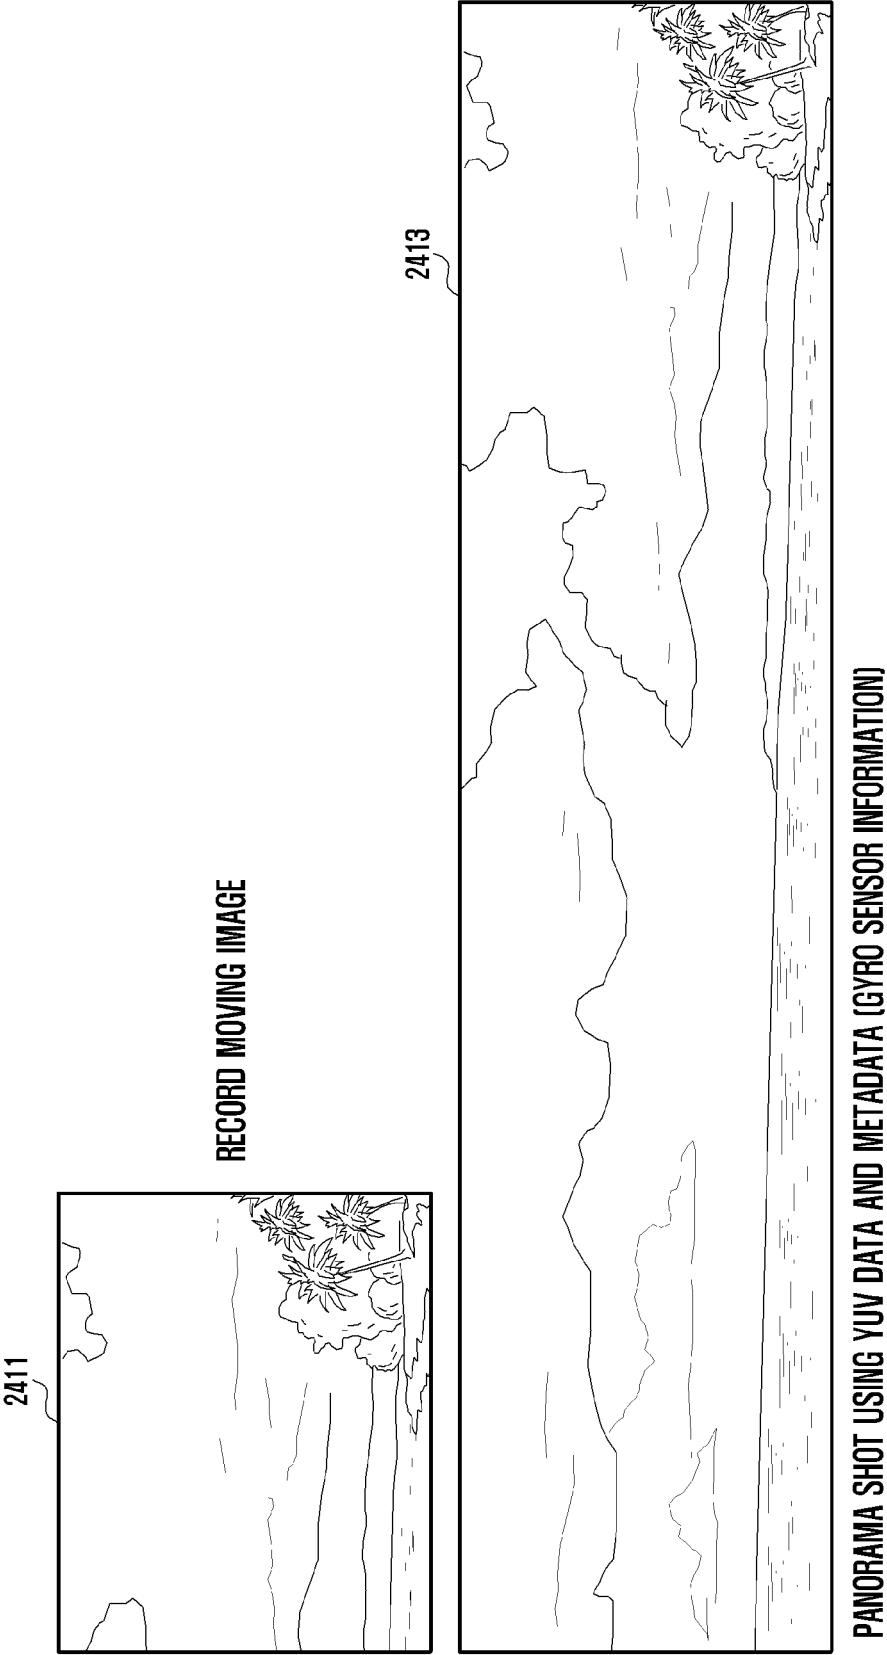 2411
RECORD MOVING IMAGE
2413
PANORAMA SHOT USING YUV DATA AND METADATA (GYRO SENSOR INFORMATION)